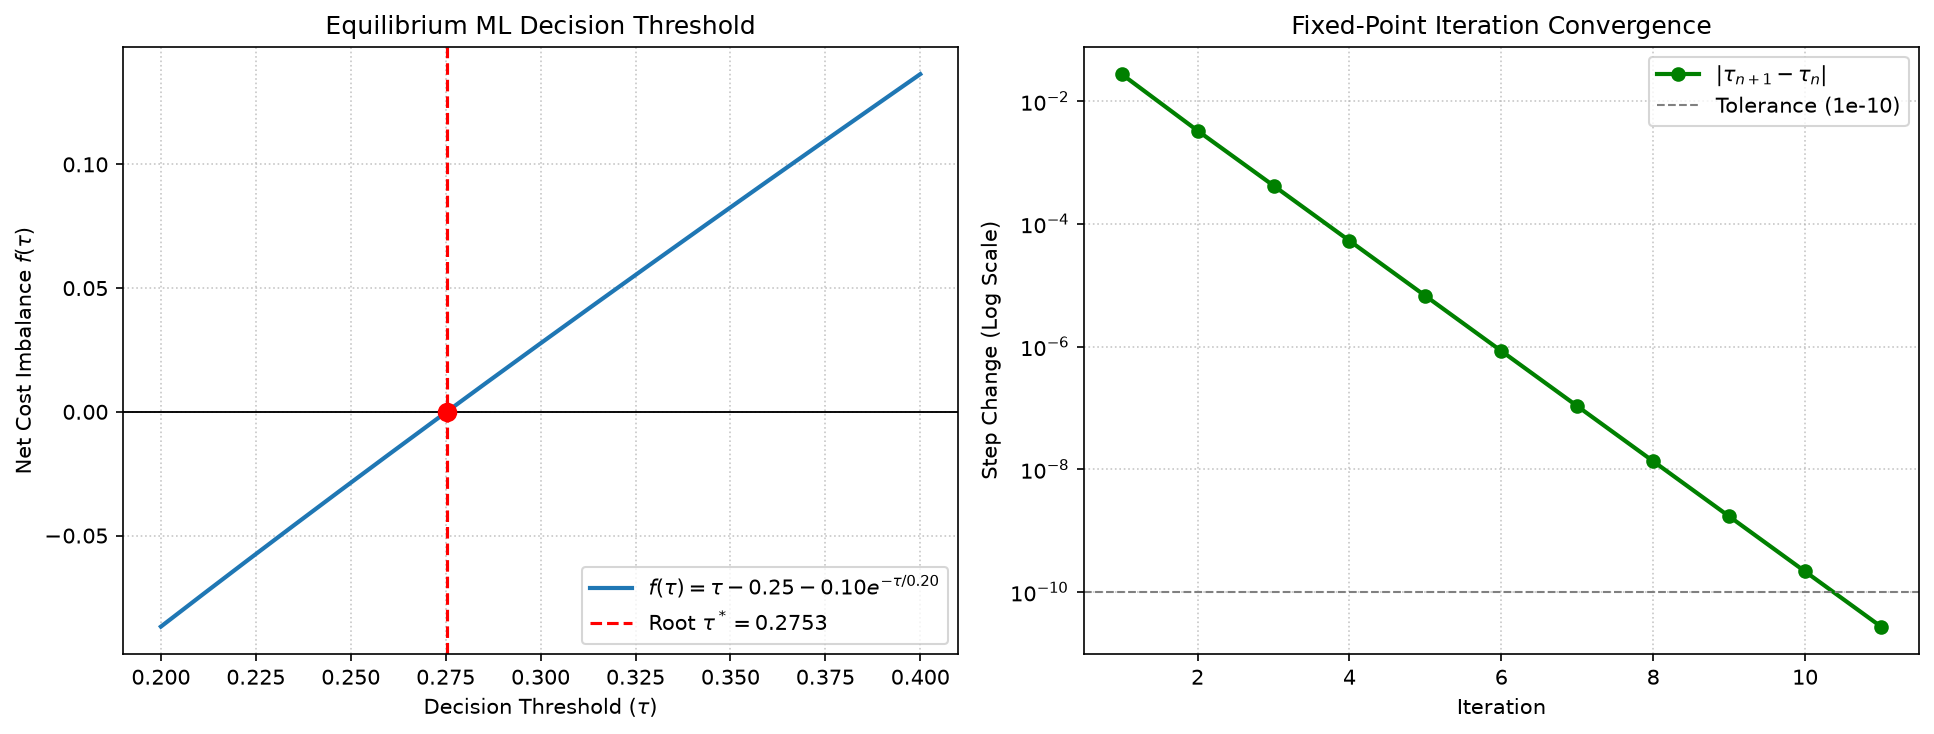 Equilibrium ML Decision Threshold
Net Cost Imbalance f(τ)
0.10
0.05
0.00
−0.05
f(τ) = τ − 0.25 − 0.10e^{−τ/0.20}
Root τ* = 0.2753
0.200 0.225 0.250 0.275 0.300 0.325 0.350 0.375 0.400
Decision Threshold (τ)
Fixed-Point Iteration Convergence
Step Change (Log Scale)
10⁻²
10⁻⁴
10⁻⁶
10⁻⁸
10⁻¹⁰
|τₙ₊₁ − τₙ|
Tolerance (1e-10)
2 4 6 8 10
Iteration